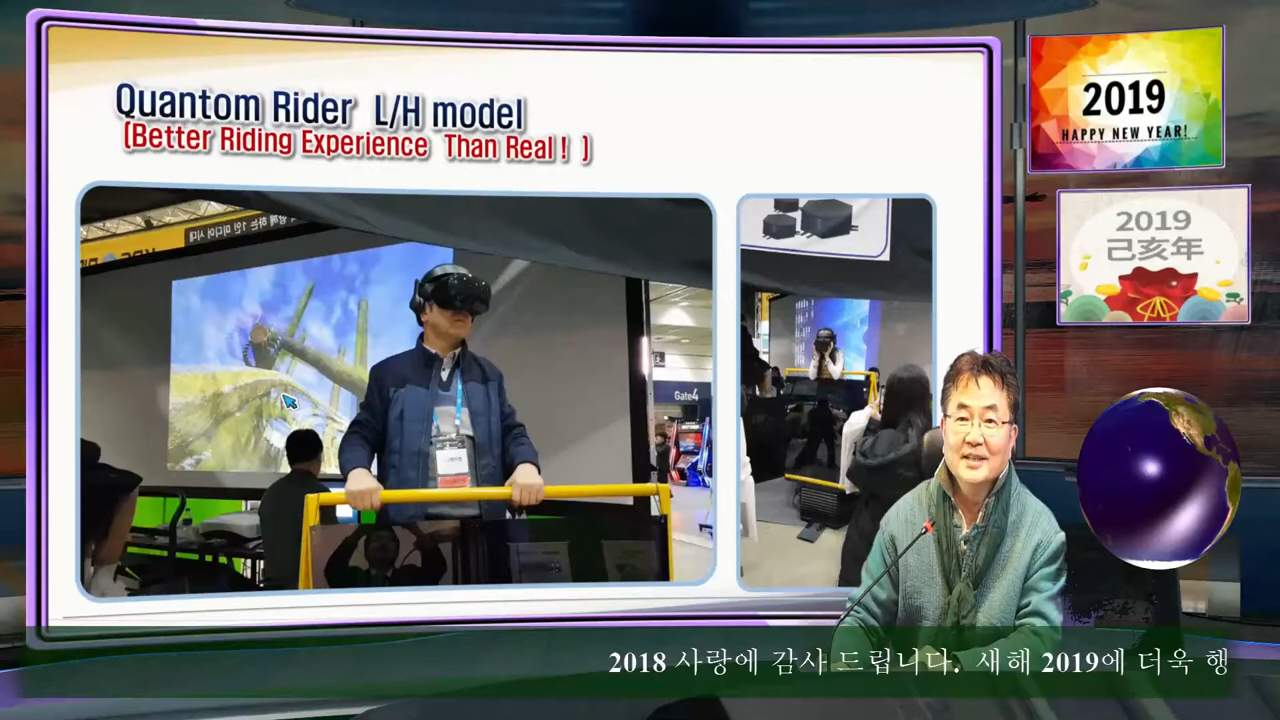 Quantom Rider L/H model
(Better Riding Experience Than Real ! )
2019
HAPPY NEW YEAR!
2019
己亥年
Gate4
2018 사랑에 감사 드립니다. 새해 2019에 더욱 행